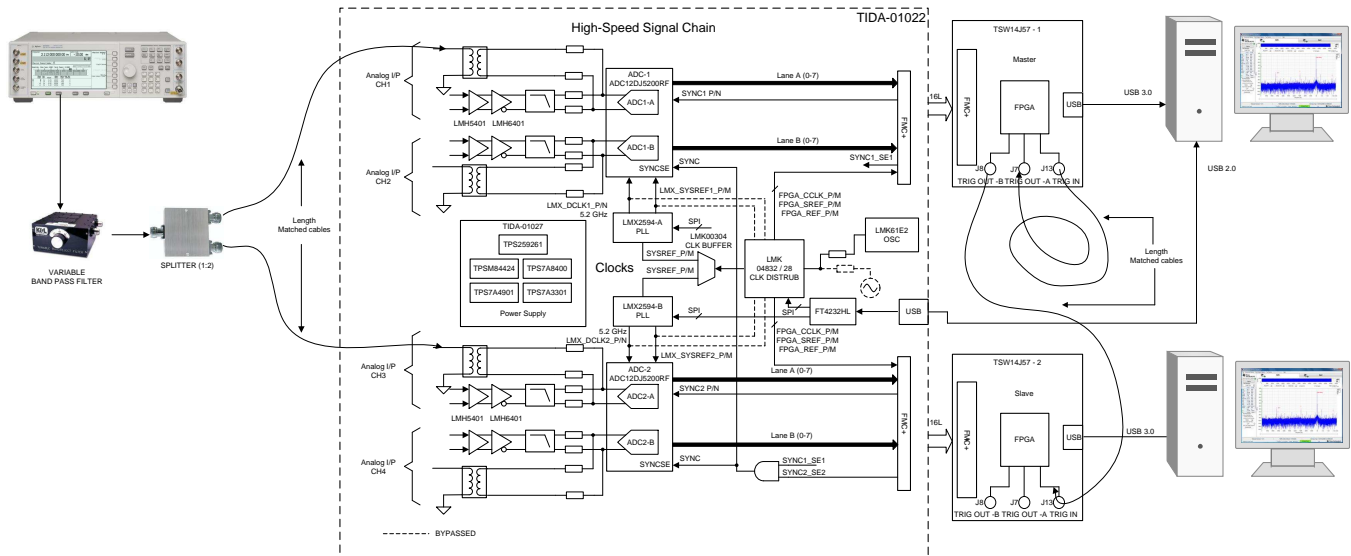 TIDA-01022
High-Speed Signal Chain
Analog I/P
CH1
LMH5401 LMH6401
ADC-1
ADC12DJ5200RF
ADC1-A
ADC1-B
SYNCSE
Lane A (0-7)
SYNC1 P/N
Lane B (0-7)
SYNC
SYNC1_SE1
FMC+
16L
Analog I/P
CH2
LMX_SYSREF1_P/M
LMX_DCLK1_P/N
5.2 GHz
FPGA_CCLK_P/M
FPGA_SREF_P/M
FPGA_REF_P/M
LMX2594-A
PLL
SPI
LMK00304
CLK BUFFER
SYSREF_P/M
SYSREF_P/M
Clocks
LMK
04832 / 28
CLK DISTRUB
LMK61E2
OSC
TIDA-01027
TPS259261
TPSM84424
TPS7A8400
TPS7A4901
TPS7A3301
Power Supply
LMX2594-B
PLL
SPI
SPI
FT4232HL
USB
5.2 GHz
LMX_DCLK2_P/M
LMX_SYSREF2_P/M
FPGA_CCLK_P/M
FPGA_SREF_P/M
FPGA_REF_P/M
Analog I/P
CH3
LMH5401 LMH6401
ADC-2
ADC12DJ5200RF
ADC2-A
ADC2-B
SYNCSE
Lane A (0-7)
SYNC2 P/N
Lane B (0-7)
SYNC
SYNC1_SE1
SYNC2_SE2
FMC+
16L
Analog I/P
CH4
BYPASSED
Length
Matched cables
VARIABLE
BAND PASS FILTER
SPLITTER (1:2)
TSW14J57 - 1
Master
FPGA
FMC+
USB
USB 3.0
USB 2.0
J8 J7 J13
TRIG OUT -B TRIG OUT -A TRIG IN
Length
Matched cables
TSW14J57 - 2
Slave
FPGA
FMC+
USB
USB 3.0
J8 J7 J13
TRIG OUT -B TRIG OUT -A TRIG IN